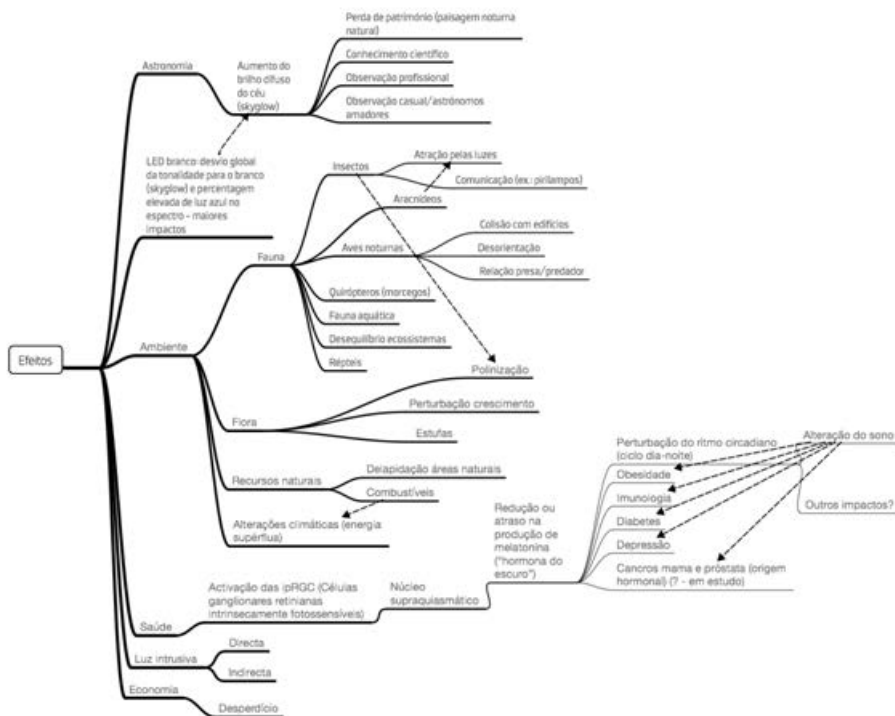 Perda de património (paisagem noturna
natural)
Conhecimento científico
Observação profissional
Observação casual/astrónomos
amadores
Astronomia
Aumento do
brilho difuso
do céu
(skyglow)
LED branco: desvio global
da tonalidade para o branco
(skyglow) e percentagem
elevada de luz azul no
espectro - maiores
impactos
Insectos
Atração pelas luzes
Comunicação (ex.: pirilampos)
Aracnídeos
Fauna
Aves noturnas
Colisão com edifícios
Desorientação
Relação presa/predador
Quirópteros (morcegos)
Fauna aquática
Desequilíbrio ecossistemas
Répteis
Efeitos
Ambiente
Polinização
Perturbação crescimento
Flora
Estufas
Recursos naturais
Delapidação áreas naturais
Combustíveis
Alterações climáticas (energia
supérflua)
Redução ou
atraso na
produção de
melatonina
("hormona do
escuro")
Perturbação do ritmo circadiano
(ciclo dia-noite)
Alteração do sono
Outros impactos?
Obesidade
Imunologia
Diabetes
Depressão
Cancros mama e próstata (origem
hormonal) (? - em estudo)
Saúde
Activação das ipRGC (Células
ganglionares retinianas
intrinsecamente fotossensíveis)
Núcleo
supraquiasmático
Luz intrusiva
Directa
Indirecta
Economia
Desperdício